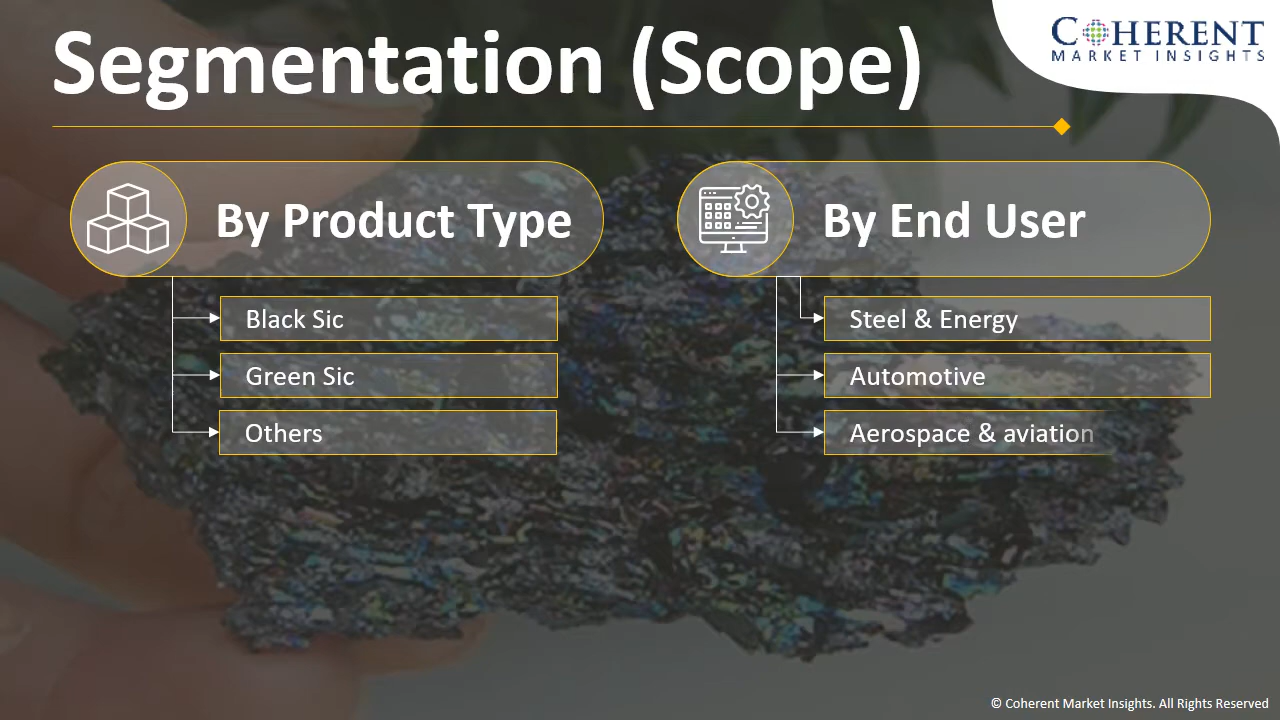 Segmentation (Scope)
COHERENT
MARKET INSIGHTS
By Product Type
Black Sic
Green Sic
Others
By End User
Steel & Energy
Automotive
Aerospace & aviation
© Coherent Market Insights. All Rights Reserved